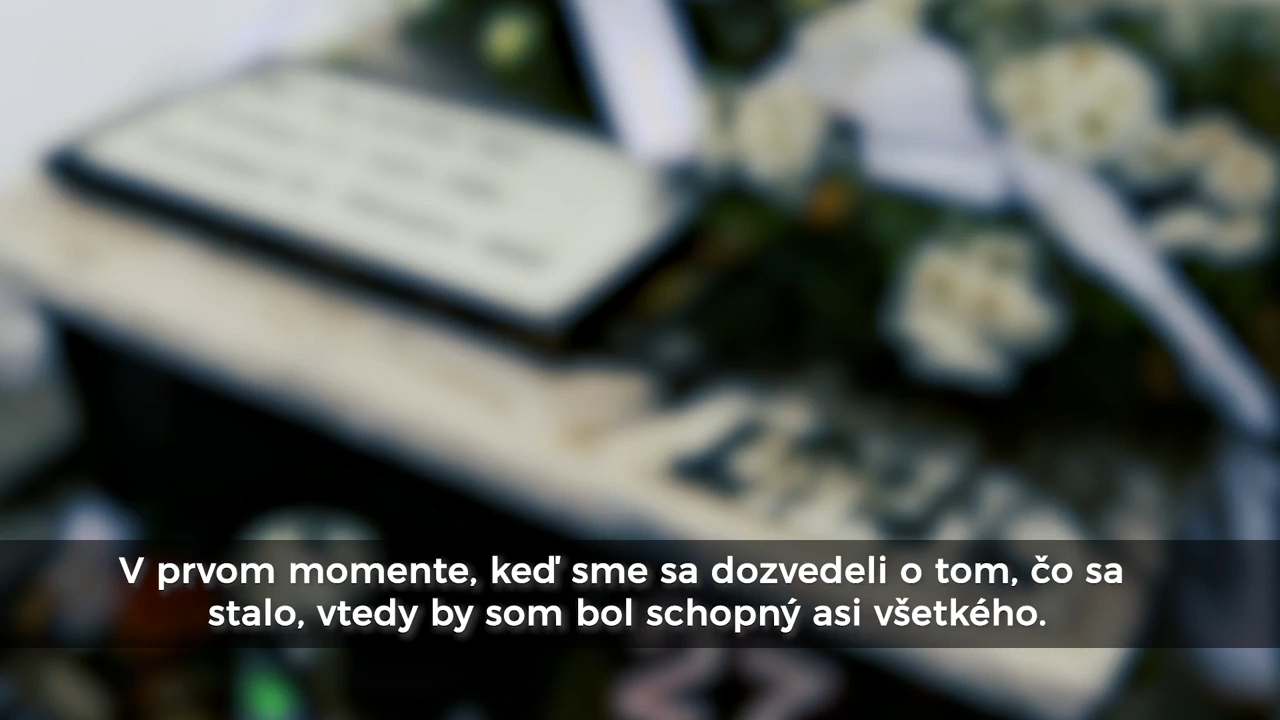 V prvom momente, keď sme sa dozvedeli o tom, čo sa
stalo, vtedy by som bol schopný asi všetkého.